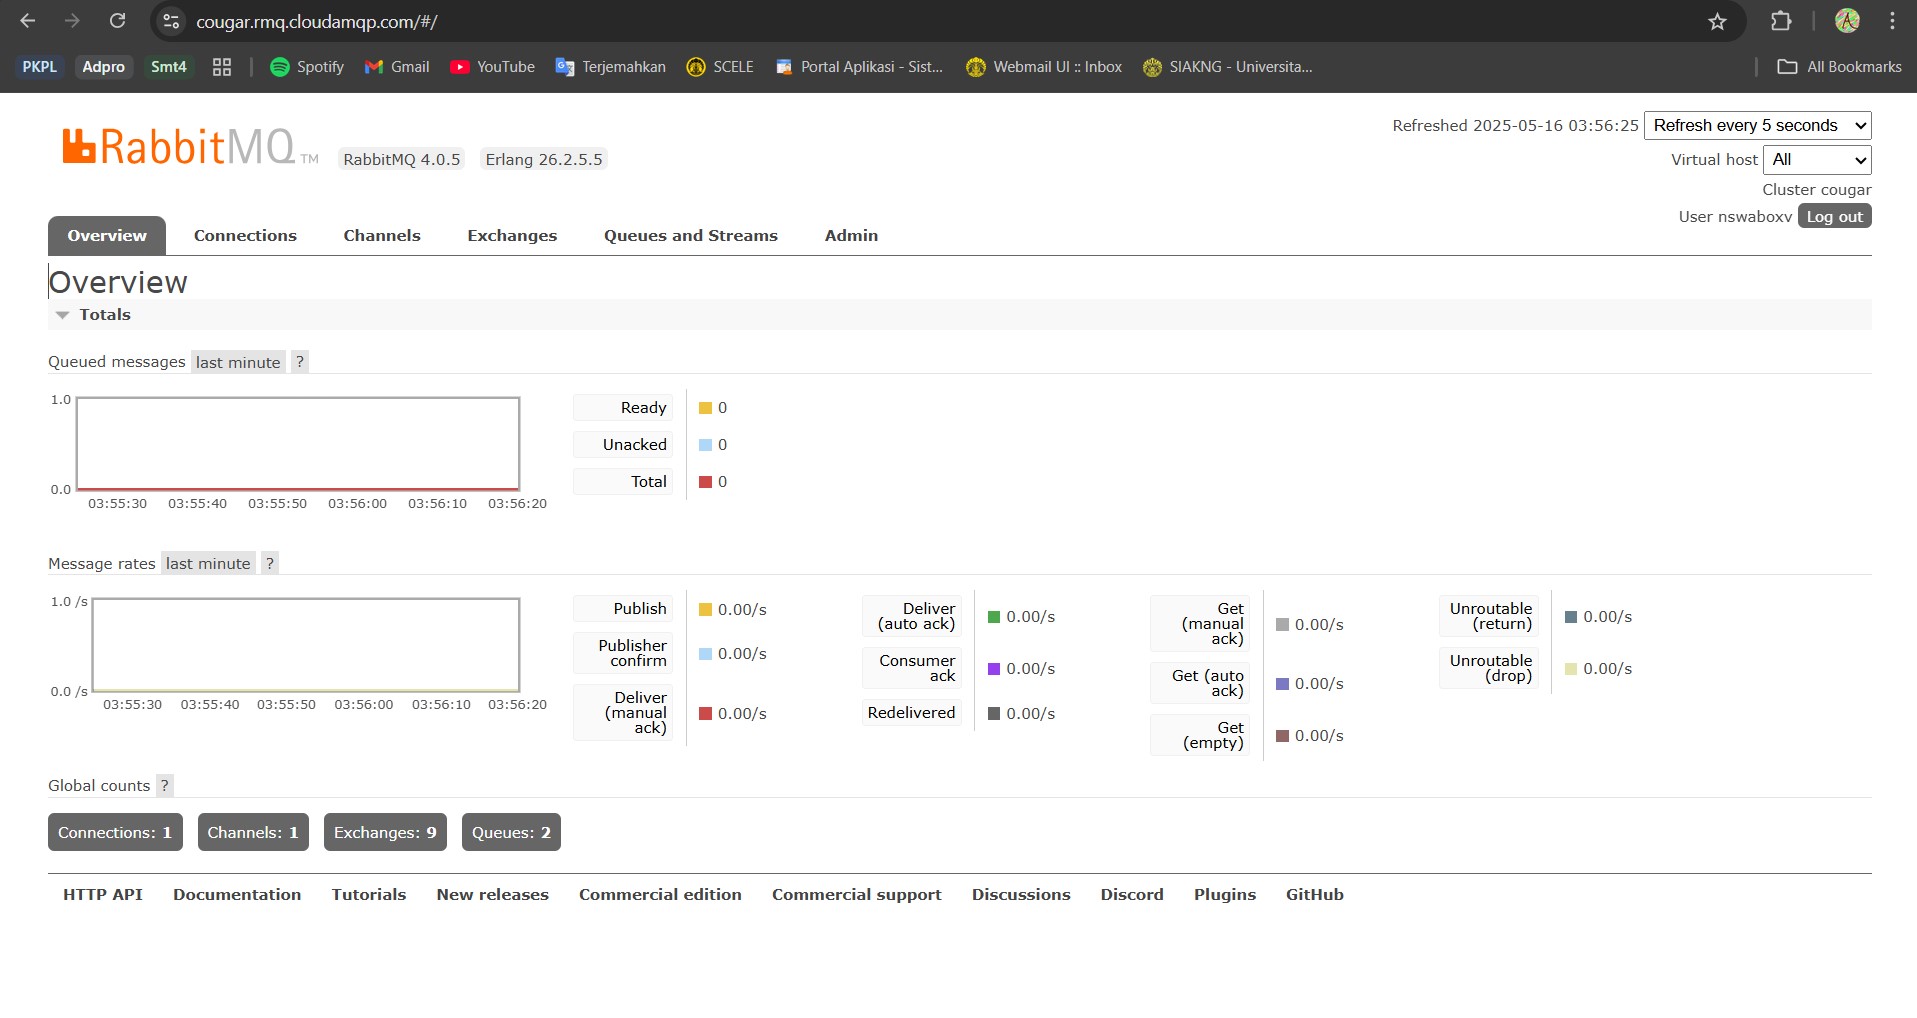 cougar.rmq.cloudamqp.com/#/
PKPL Adpro Smt4 Spotify Gmail YouTube Terjemahkan SCELE Portal Aplikasi - Sist... Webmail UI :: Inbox SIAKNG - Universita... All Bookmarks
RabbitMQ TM RabbitMQ 4.0.5 Erlang 26.2.5.5
Refreshed 2025-05-16 03:56:25 Refresh every 5 seconds
Virtual host All
Cluster cougar
User nswaboxv Log out
Overview Connections Channels Exchanges Queues and Streams Admin
Overview
Totals
Queued messages last minute ?
1.0
0.0
03:55:30 03:55:40 03:55:50 03:56:00 03:56:10 03:56:20
Ready 0
Unacked 0
Total 0
Message rates last minute ?
1.0 /s
0.0 /s
03:55:30 03:55:40 03:55:50 03:56:00 03:56:10 03:56:20
Publish 0.00/s
Publisher
confirm 0.00/s
Deliver
(manual
ack) 0.00/s
Deliver
(auto ack) 0.00/s
Consumer
ack 0.00/s
Redelivered 0.00/s
Get
(manual
ack) 0.00/s
Get (auto
ack) 0.00/s
Get
(empty) 0.00/s
Unroutable
(return) 0.00/s
Unroutable
(drop) 0.00/s
Global counts ?
Connections: 1 Channels: 1 Exchanges: 9 Queues: 2
HTTP API Documentation Tutorials New releases Commercial edition Commercial support Discussions Discord Plugins GitHub